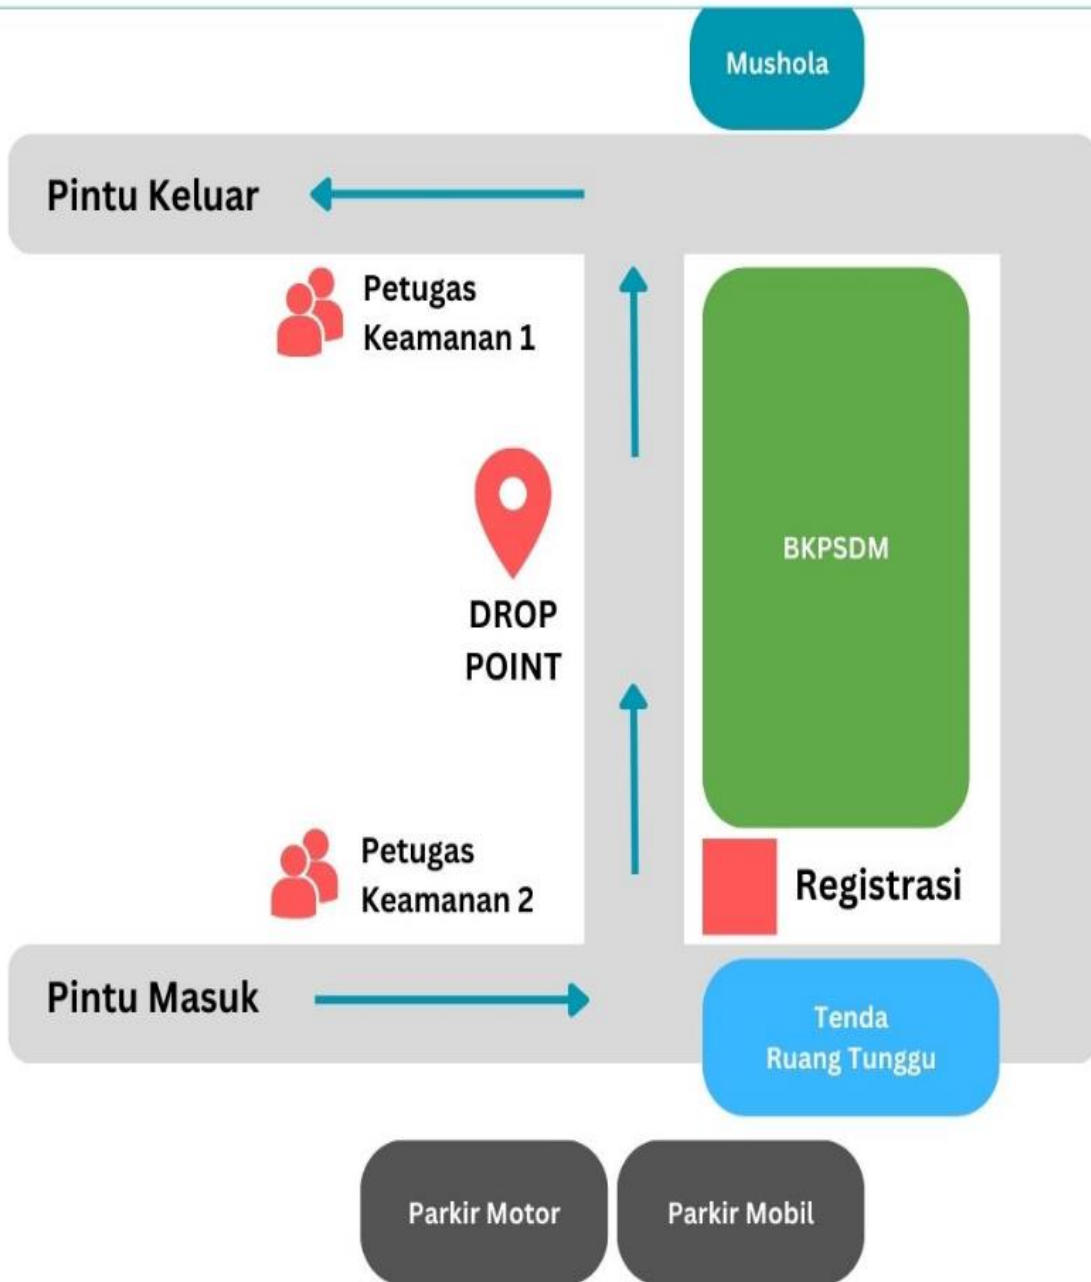 Mushola
Pintu Keluar
Petugas
Keamanan 1
DROP
POINT
BKPSDM
Petugas
Keamanan 2
Registrasi
Pintu Masuk
Tenda
Ruang Tunggu
Parkir Motor
Parkir Mobil